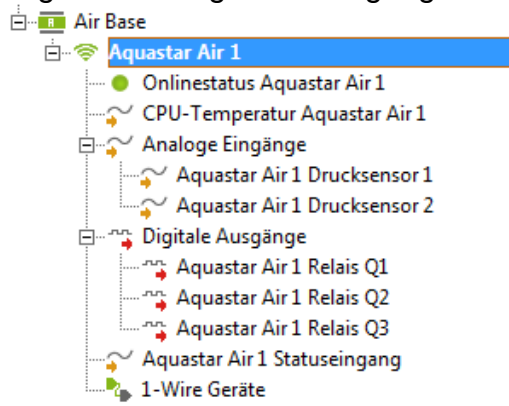 Air Base
Aquastar Air 1
Onlinestatus Aquastar Air 1
CPU-Temperatur Aquastar Air 1
Analoge Eingänge
Aquastar Air 1 Drucksensor 1
Aquastar Air 1 Drucksensor 2
Digitale Ausgänge
Aquastar Air 1 Relais Q1
Aquastar Air 1 Relais Q2
Aquastar Air 1 Relais Q3
Aquastar Air 1 Statuseingang
1-Wire Geräte